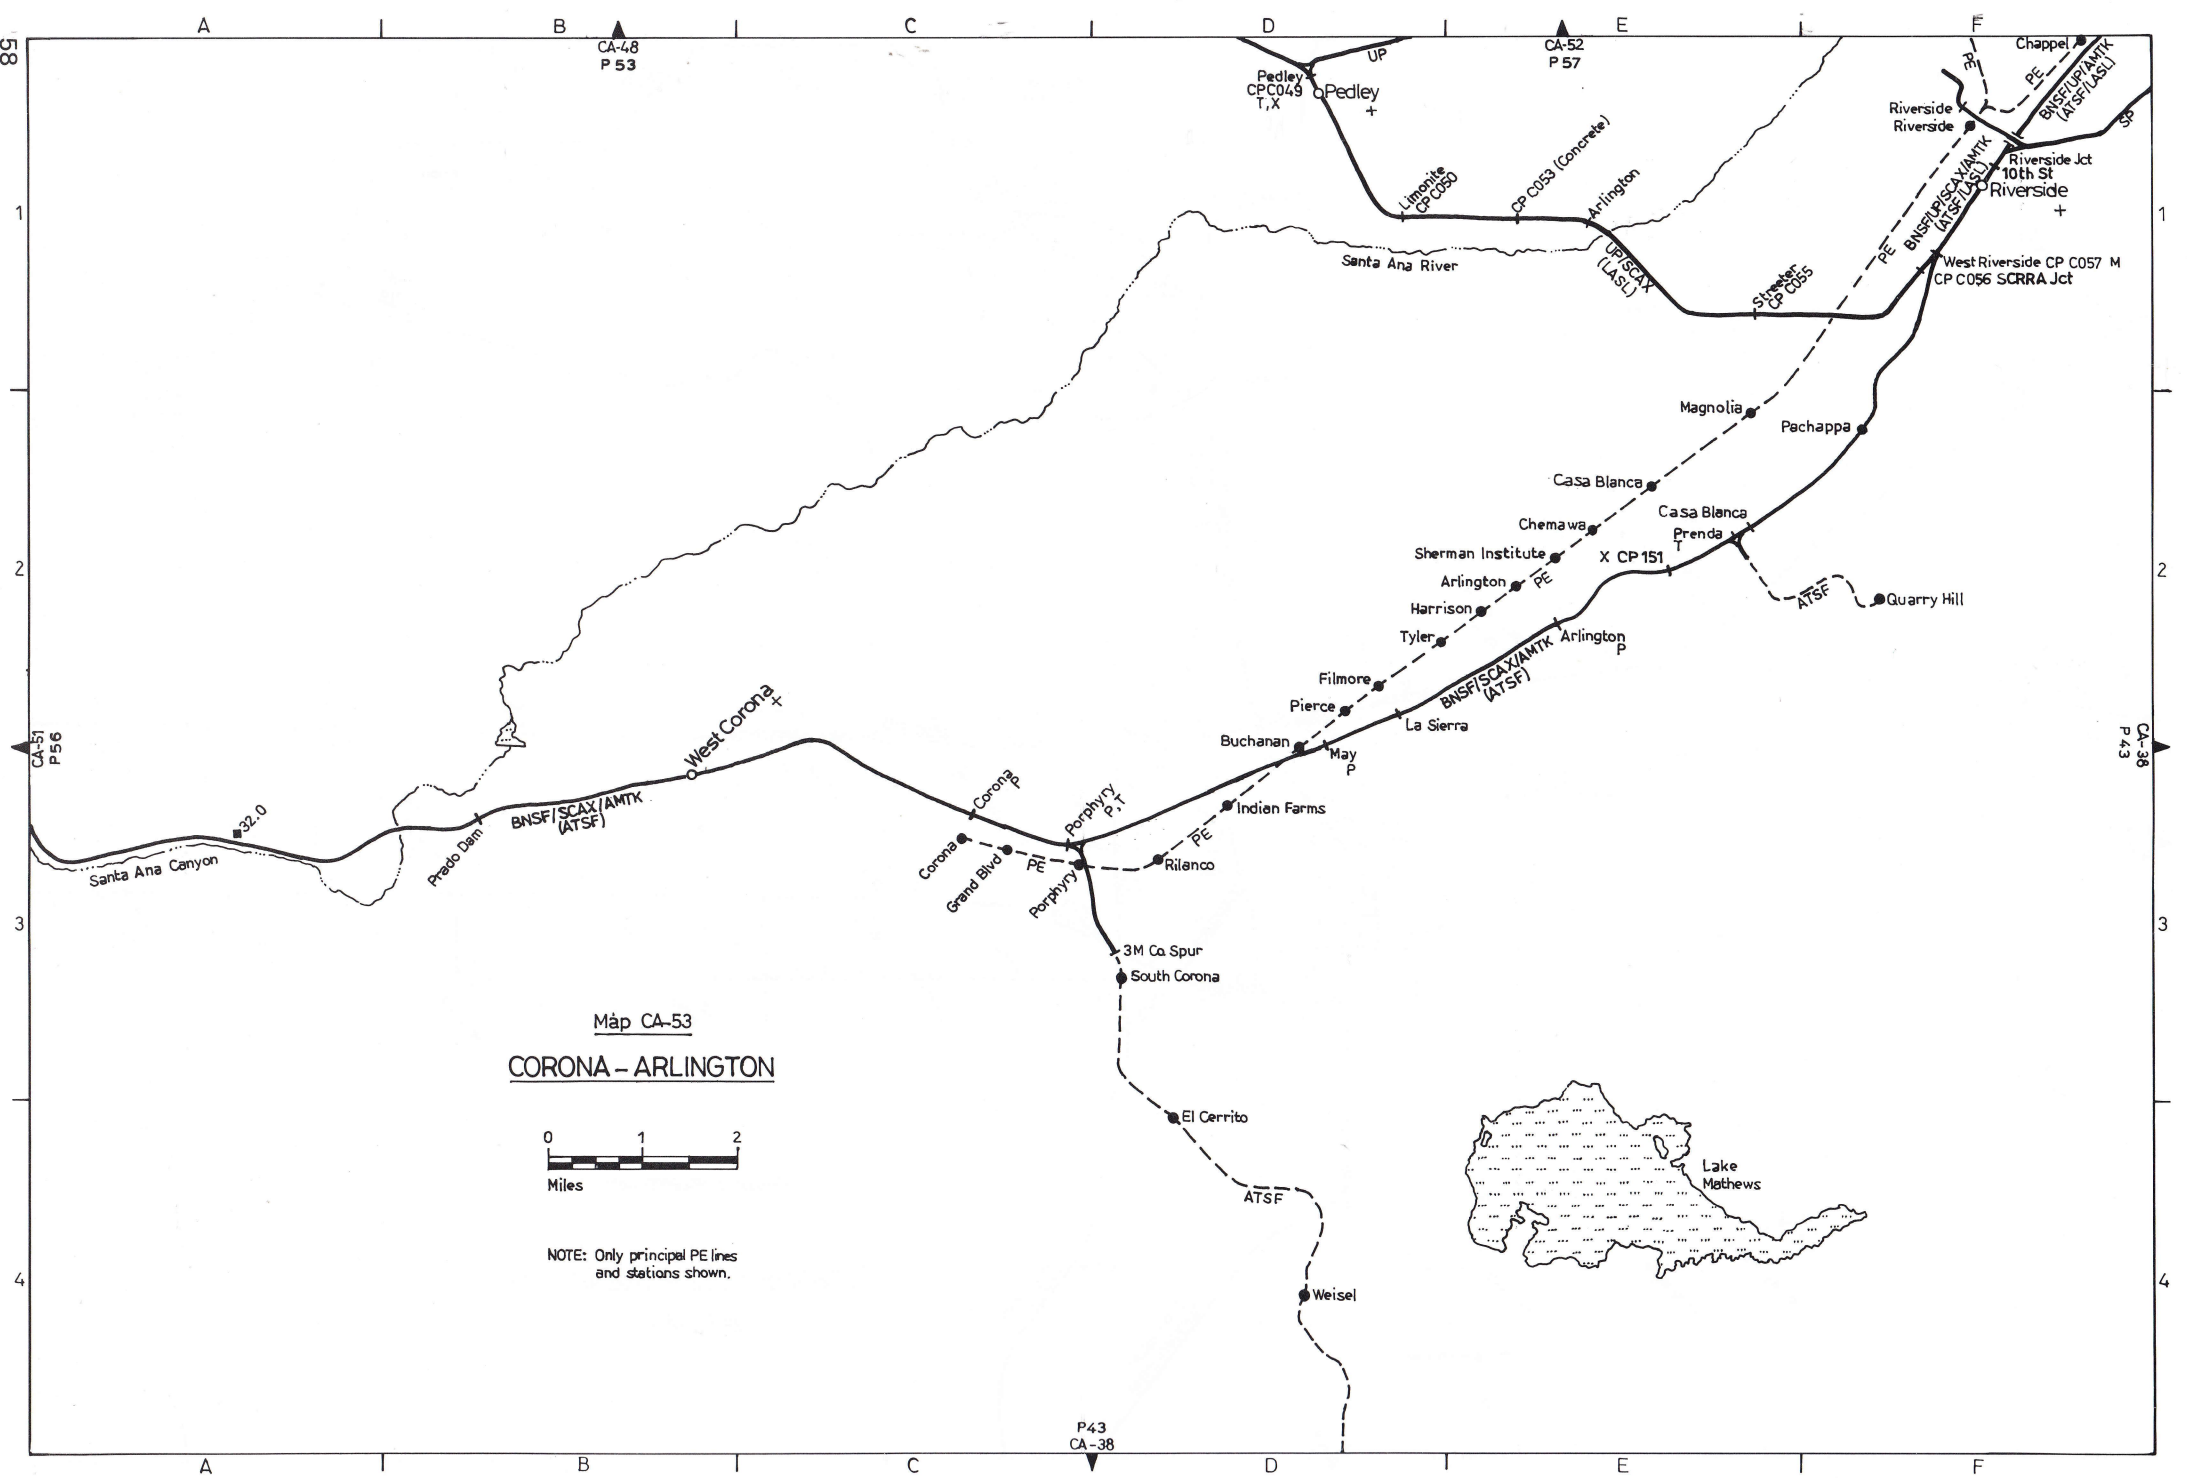 58
A
B
C
D
E
F
CA-48
P 53
CA-52
P 57
UP
Pedley
CPC049
T,X
Pedley
Chappel
PE
PE
BNSF/UP/AMTK
(ATSF/LASL)
SP
Riverside
Riverside
Riverside Jct
10th St
Riverside
BNSF/UP/SCAX/AMTK
(ATSF/LASL)
PE
Limonite
CP C050
CP C053 (Concrete)
Arlington
1
1
Santa Ana River
UP/SCAX
(LASL)
Streeter
CP C055
West Riverside CP C057 M
CP C056 SCRRA Jct
Magnolia
Pachappa
Casa Blanca
Casa Blanca
Chemawa
Prenda
T
Sherman Institute
X CP 151
2
2
Arlington
PE
ATSF
Quarry Hill
Harrison
Tyler
Arlington
P
BNSF/SCAX/AMTK
(ATSF)
Filmore
Pierce
La Sierra
West Corona
Buchanan
May
P
CA-51
P56
CA-38
P 43
Corona
P
Porphyry
P,T
Indian Farms
32.0
BNSF/SCAX/AMTK
(ATSF)
Prado Dam
Santa Ana Canyon
Corona
Grand Blvd
PE
Porphyry
PE
Rilanco
3
3
3M Co Spur
South Corona
Map CA-53
CORONA - ARLINGTON
0 1 2
Miles
El Cerrito
Lake
Mathews
ATSF
NOTE: Only principal PE lines
and stations shown.
4
4
Weisel
P43
CA-38
A
B
C
D
E
F